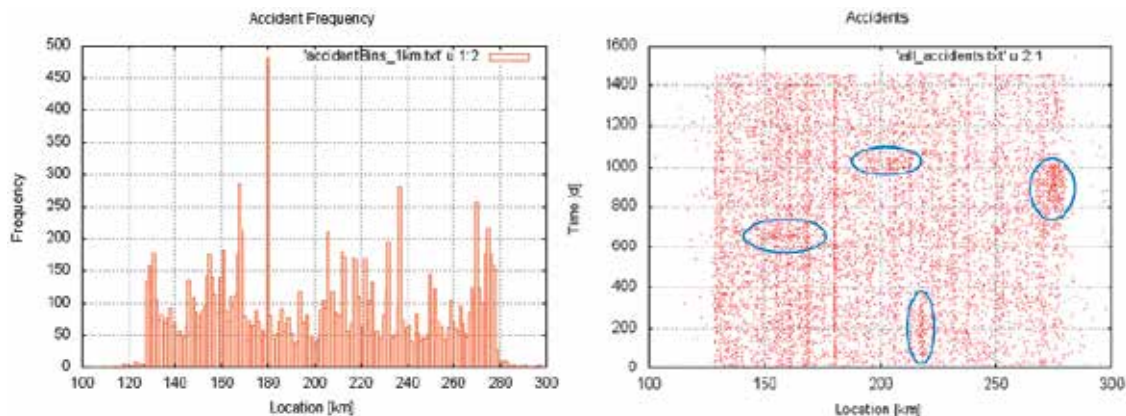 Accident Frequency
'accidentBins_1km.txt' u 1:2
500
450
400
350
300
250
200
150
100
50
0
Frequency
100 120 140 160 180 200 220 240 260 280 300
Location [km]
Accidents
'all_accidents.txt' u 2:1
1600
1400
1200
1000
800
600
400
200
0
Time [d]
100 150 200 250 300
Location [km]